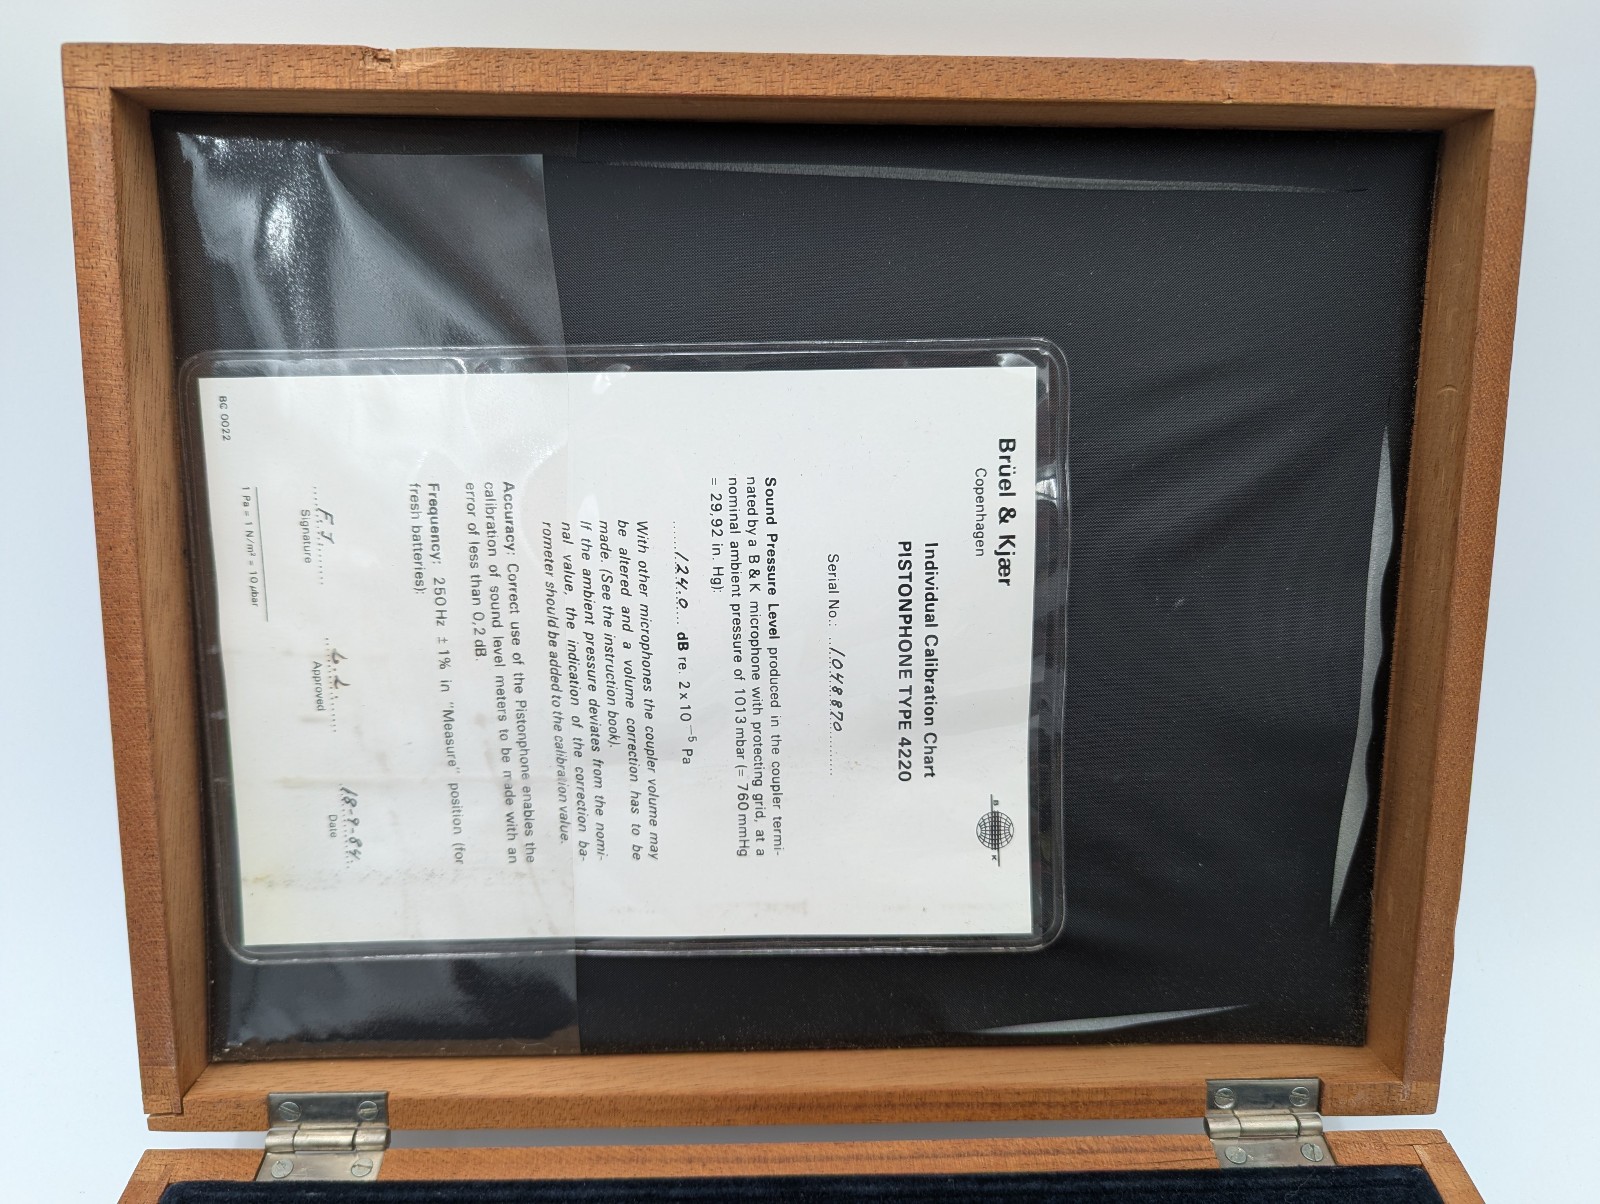 Brüel & Kjær
Copenhagen
B K
Individual Calibration Chart
PISTONPHONE TYPE 4220
Serial No.: 1048870
Sound Pressure Level produced in the coupler termi-
nated by a B & K microphone with protecting grid, at a
nominal ambient pressure of 1013 mbar (= 760 mm Hg
= 29,92 in. Hg):
124.0 dB re. 2 x 10⁻⁵ Pa
With other microphones the coupler volume may
be altered and a volume correction has to be
made. (See the instruction book).
If the ambient pressure deviates from the nomi-
nal value, the indication of the correction ba-
rometer should be added to the calibration value.
Accuracy: Correct use of the Pistonphone enables the
calibration of sound level meters to be made with an
error of less than 0,2 dB.
Frequency: 250 Hz ± 1% in "Measure" position (for
fresh batteries):
18-9-84
Signature Approved Date
1 Pa = 1 N/m² = 10 μbar
BC 0022